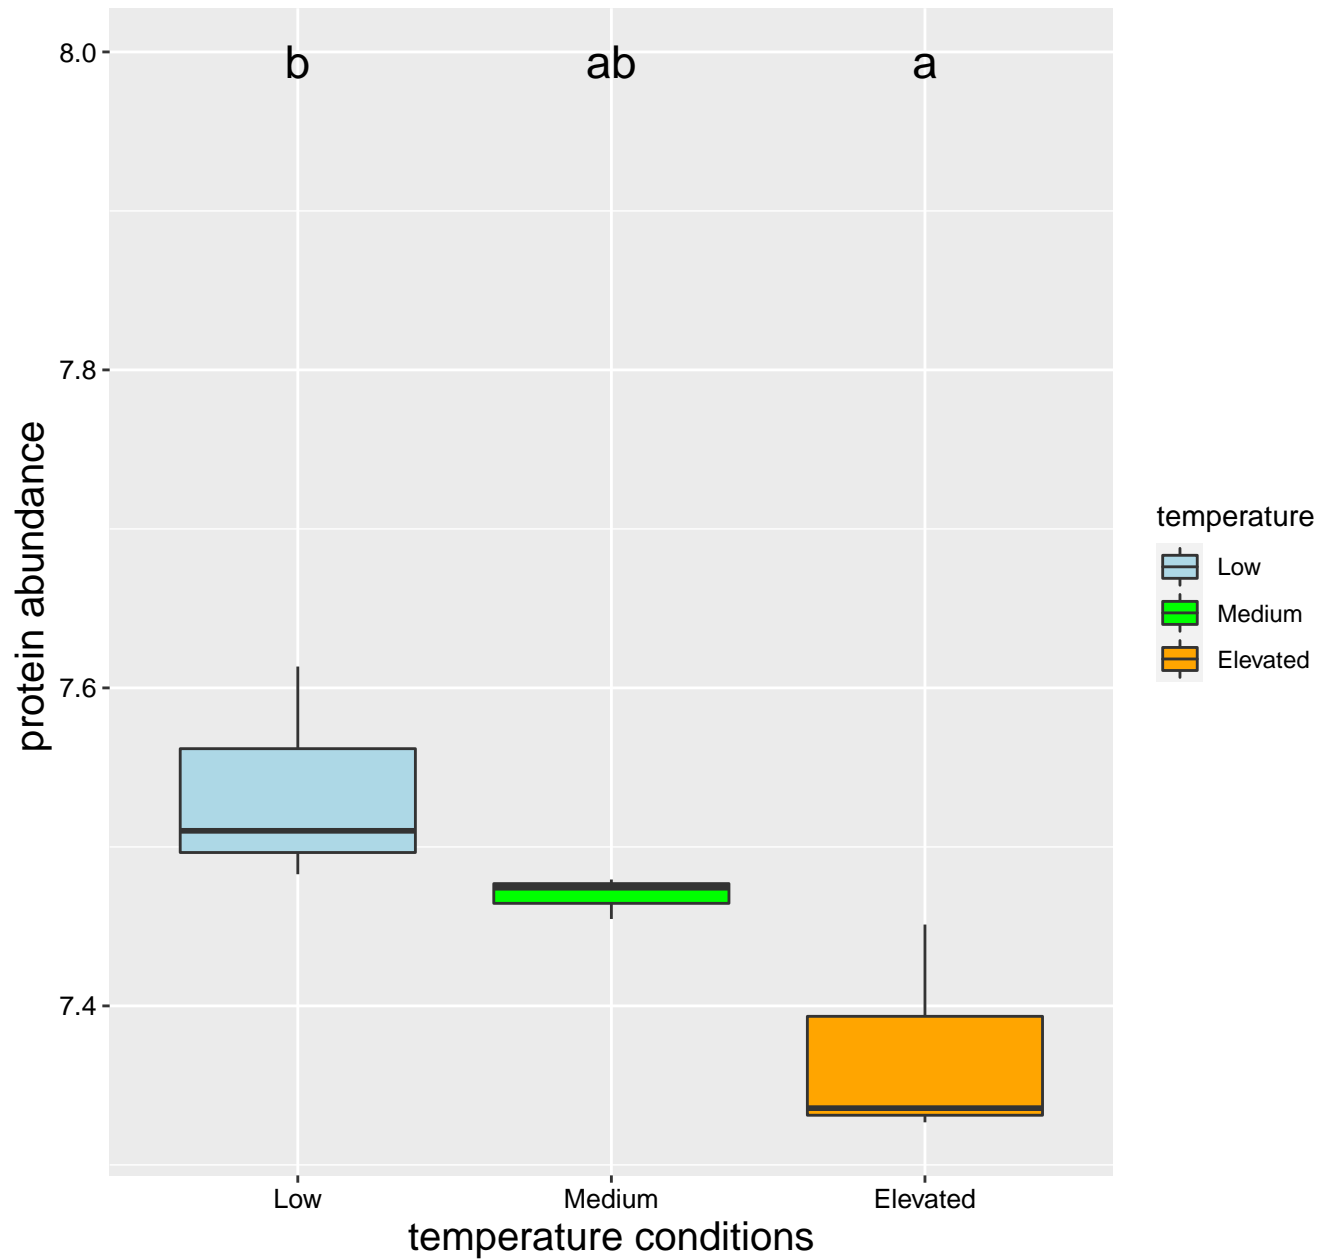 b ab a
8.0
7.8
7.6
7.4
protein abundance
Low Medium Elevated
temperature conditions
temperature
Low
Medium
Elevated